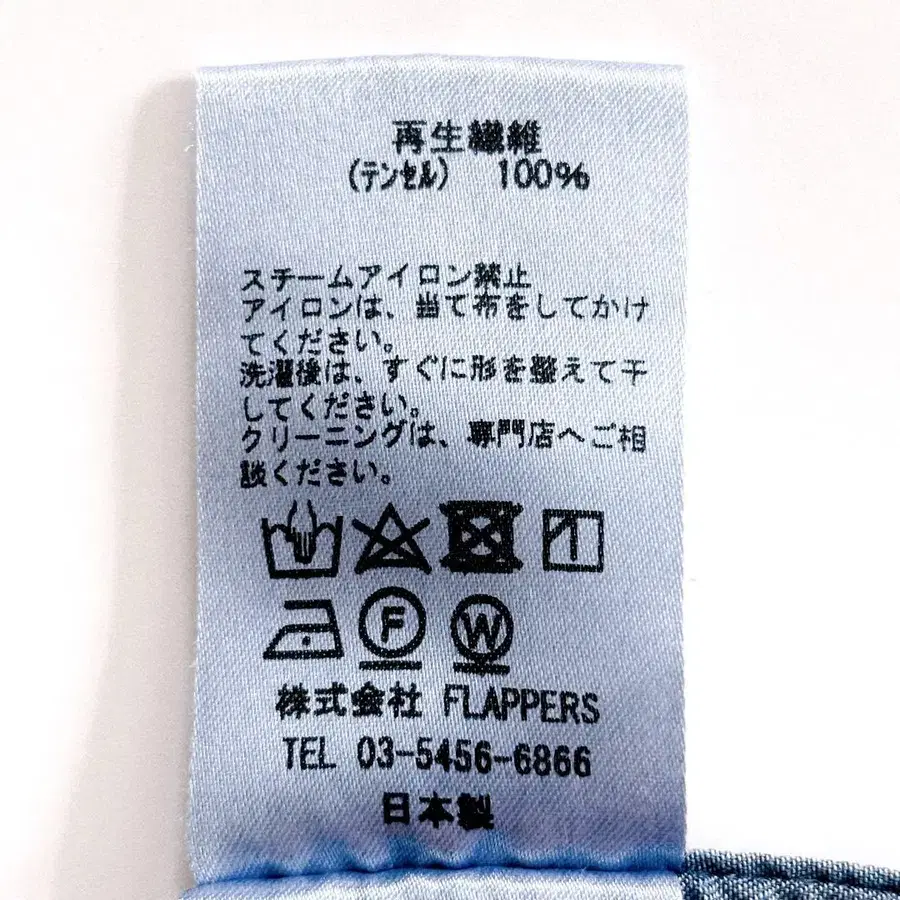 再生繊維
(テンセル) 100%
スチームアイロン禁止
アイロンは、当て布をしてかけ
てください。
洗濯後は、すぐに形を整えて干
してください。
クリーニングは、専門店へご相
談ください。
F W
株式会社 FLAPPERS
TEL 03-5456-6866
日本製